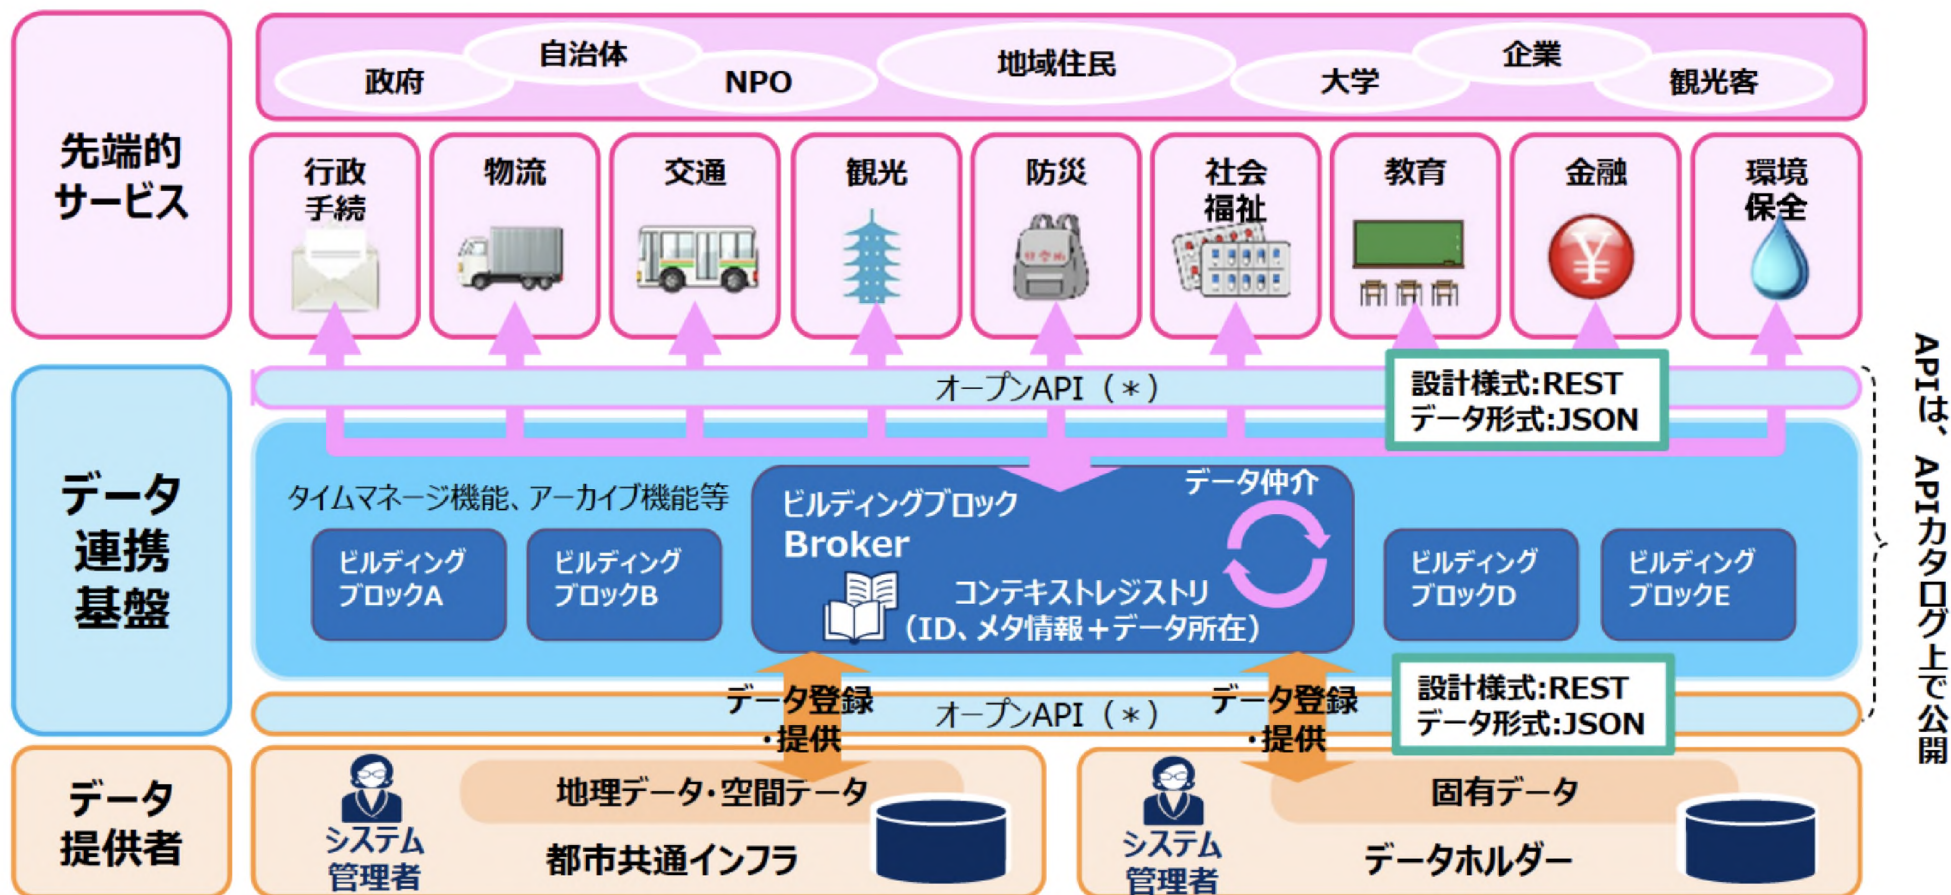 先端的
サービス
政府
自治体
NPO
地域住民
大学
企業
観光客
行政
手続
物流
交通
観光
防災
社会
福祉
教育
金融
環境
保全
データ
連携
基盤
オープンAPI（＊）
設計様式:REST
データ形式:JSON
タイムマネージ機能、アーカイブ機能等
ビルディング
ブロックA
ビルディング
ブロックB
ビルディングブロック
Broker
データ仲介
コンテキストレジストリ
（ID、メタ情報＋データ所在）
ビルディング
ブロックD
ビルディング
ブロックE
データ登録
・提供
オープンAPI（＊）
データ登録
・提供
設計様式:REST
データ形式:JSON
APIは、APIカタログ上で公開
データ
提供者
システム
管理者
地理データ・空間データ
都市共通インフラ
システム
管理者
固有データ
データホルダー